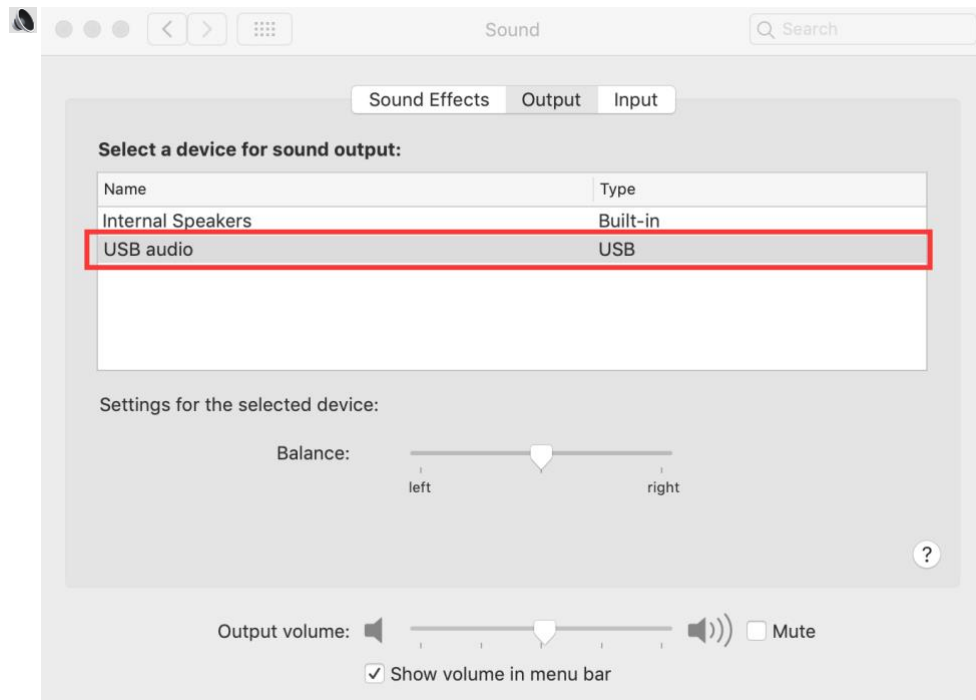 Sound
Search
Sound Effects Output Input
Select a device for sound output:
Name Type
Internal Speakers Built-in
USB audio USB
Settings for the selected device:
Balance:
left right
?
Output volume: Mute
Show volume in menu bar